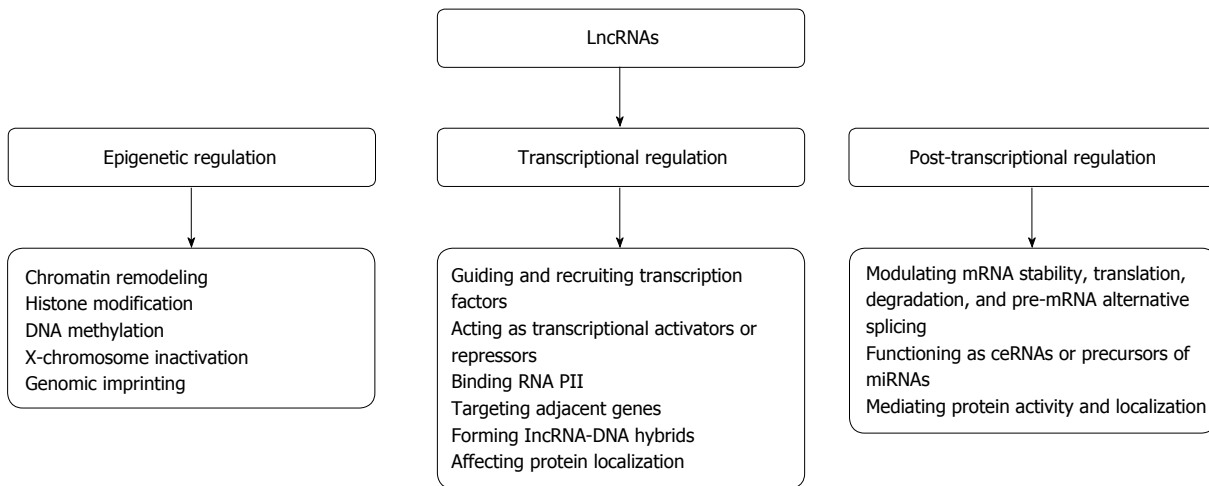 LncRNAs
Epigenetic regulation
Transcriptional regulation
Post-transcriptional regulation
Chromatin remodeling
Histone modification
DNA methylation
X-chromosome inactivation
Genomic imprinting
Guiding and recruiting transcription
factors
Acting as transcriptional activators or
repressors
Binding RNA PII
Targeting adjacent genes
Forming lncRNA-DNA hybrids
Affecting protein localization
Modulating mRNA stability, translation,
degradation, and pre-mRNA alternative
splicing
Functioning as ceRNAs or precursors of
miRNAs
Mediating protein activity and localization